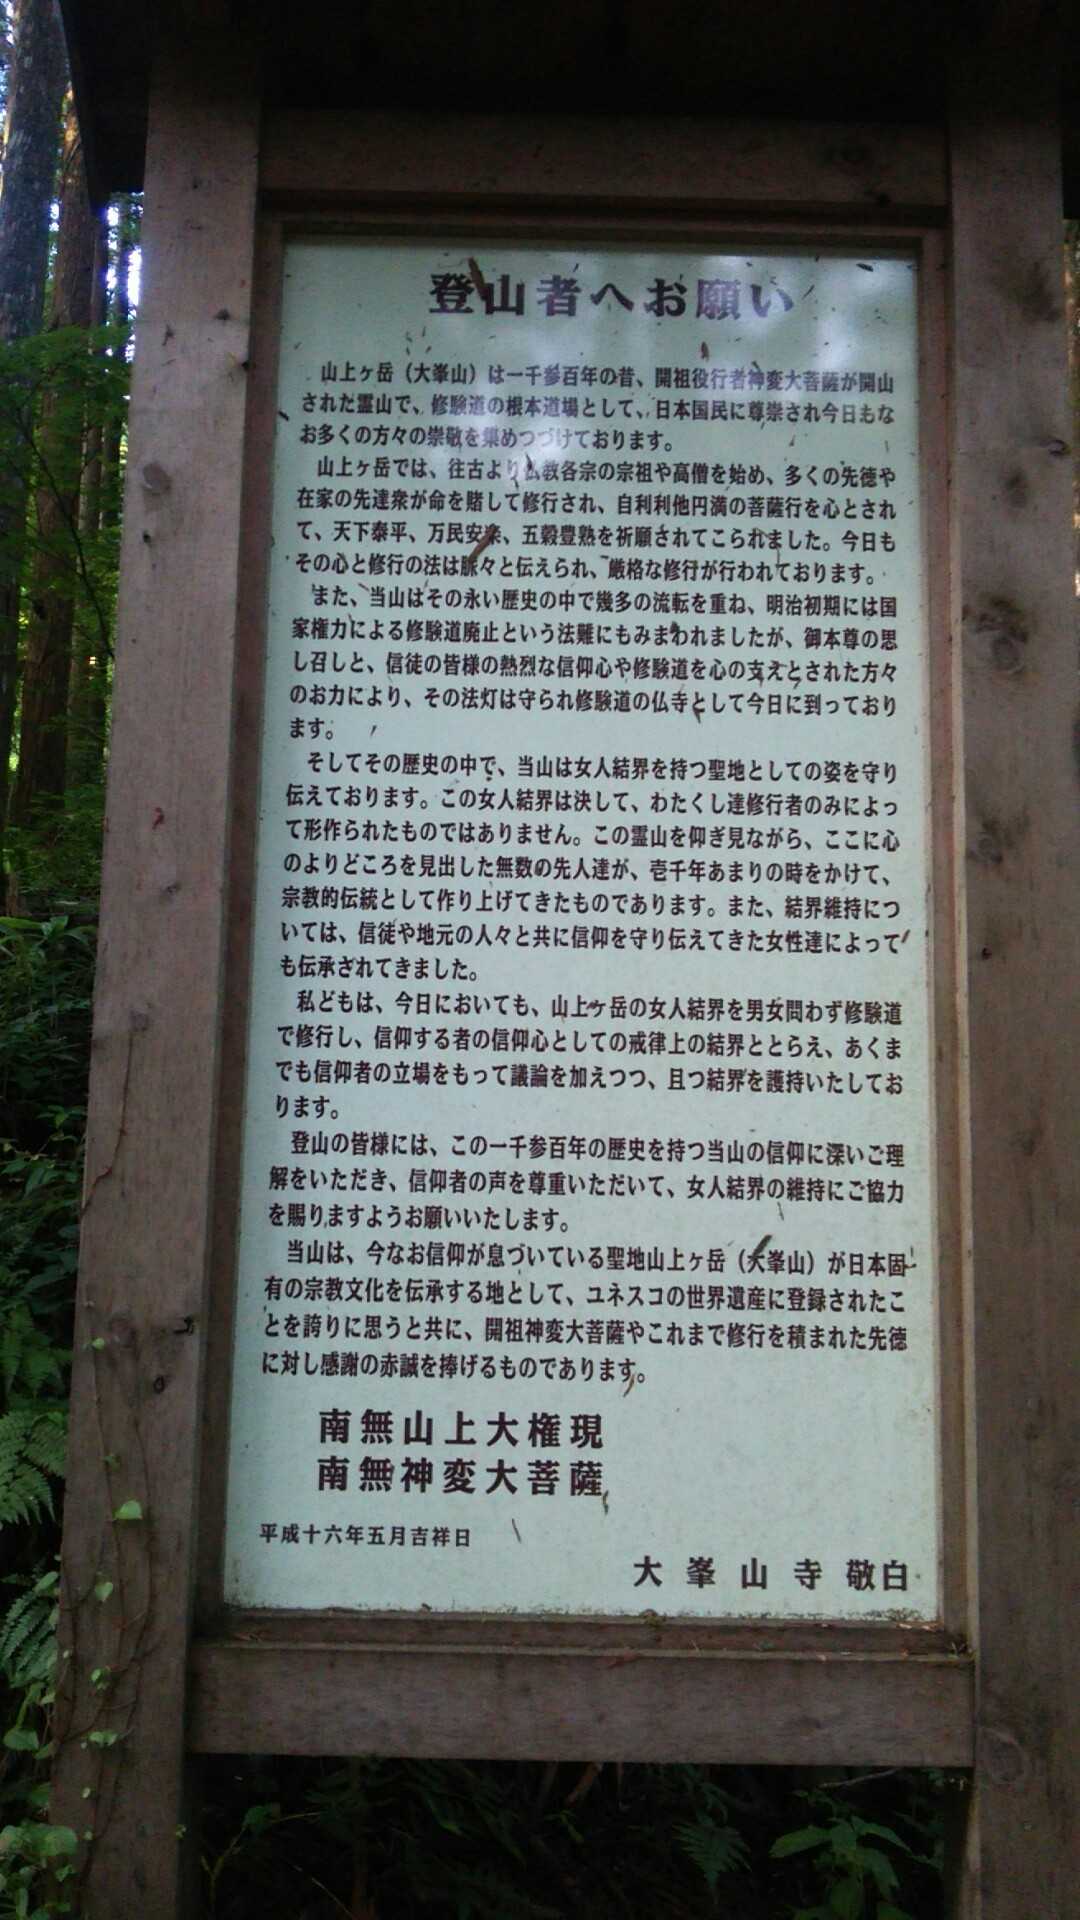 登山者へお願い
山上ヶ岳（大峯山）は一千参百年の昔、開祖役行者神変大菩薩が開山
された霊山で、修験道の根本道場として、日本国民に尊崇され今日もな
お多くの方々の崇敬を集めつづけております。
山上ヶ岳では、往古より仏教各宗の宗祖や高僧を始め、多くの先徳や
在家の先達衆が命を賭して修行され、自利利他円満の菩薩行を心とされ
て、天下泰平、万民安楽、五穀豊熟を祈願されてこられました。今日も
その心と修行の法は脈々と伝えられ、厳格な修行が行われております。
また、当山はその永い歴史の中で幾多の流転を重ね、明治初期には国
家権力による修験道廃止という法難にもみまわれましたが、御本尊の思
し召しと、信徒の皆様の熱烈な信仰心や修験道を心の支えとされた方々
のお力により、その法灯は守られ修験道の仏寺として今日に到っており
ます。
そしてその歴史の中で、当山は女人結界を持つ聖地としての姿を守り
伝えております。この女人結界は決して、わたくし達修行者のみによっ
て形作られたものではありません。この霊山を仰ぎ見ながら、ここに心
のよりどころを見出した無数の先人達が、壱千年あまりの時をかけて、
宗教的伝統として作り上げてきたものであります。また、結界維持につ
いては、信徒や地元の人々と共に信仰を守り伝えてきた女性達によって
も伝承されてきました。
私どもは、今日においても、山上ヶ岳の女人結界を男女問わず修験道
で修行し、信仰する者の信仰心としての戒律上の結界ととらえ、あくま
でも信仰者の立場をもって議論を加えつつ、且つ結界を護持いたしてお
ります。
登山の皆様には、この一千参百年の歴史を持つ当山の信仰に深いご理
解をいただき、信仰者の声を尊重いただいて、女人結界の維持にご協力
を賜りますようお願いいたします。
当山は、今なお信仰が息づいている聖地山上ヶ岳（大峯山）が日本固
有の宗教文化を伝承する地として、ユネスコの世界遺産に登録されたこ
とを誇りに思うと共に、開祖神変大菩薩やこれまで修行を積まれた先徳
に対し感謝の赤誠を捧げるものであります。
南無山上大権現
南無神変大菩薩
平成十六年五月吉祥日
大峯山寺 敬白